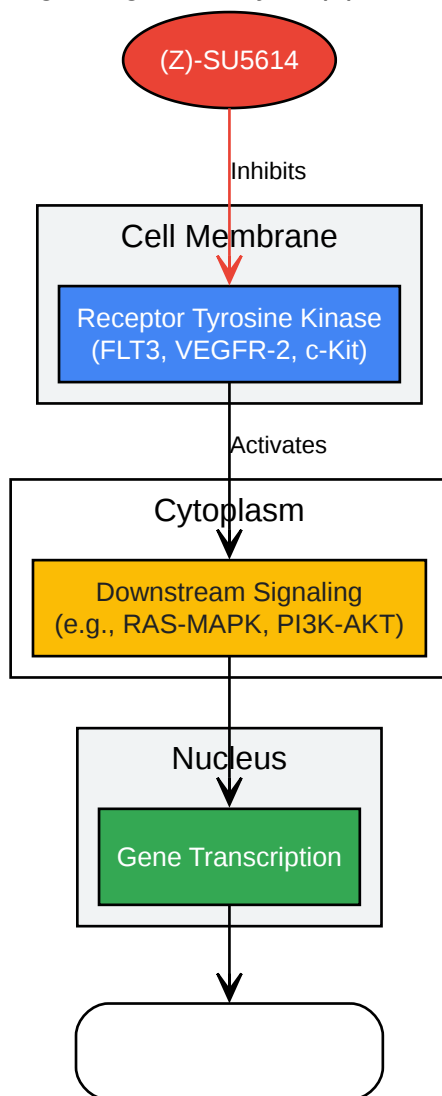 (Z)-SU5614
Inhibits
Cell Membrane
Receptor Tyrosine Kinase
(FLT3, VEGFR-2, c-Kit)
Activates
Cytoplasm
Downstream Signaling
(e.g., RAS-MAPK, PI3K-AKT)
Nucleus
Gene Transcription